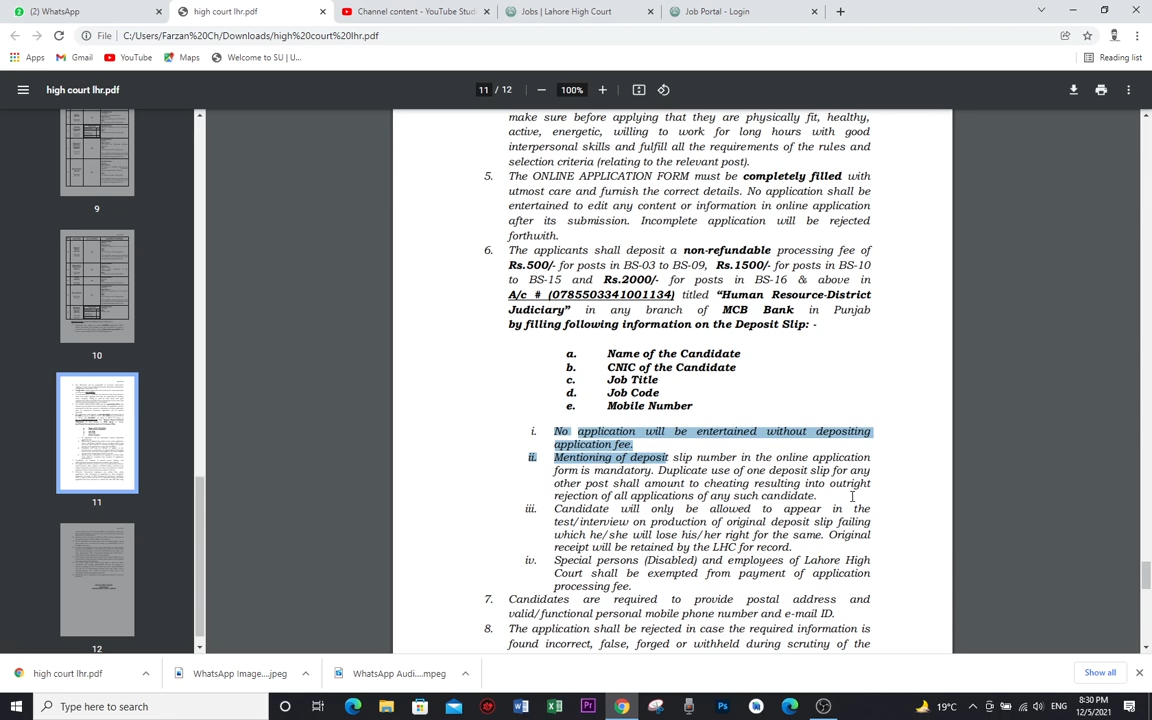 WhatsApp
high court lhr.pdf
Channel content - YouTube Stud
Jobs | Lahore High Court
Job Portal - Login
File
C:/Users/Farzan%20Ch/Downloads/high%20court%20lhr.pdf
Apps
Gmail
YouTube
Maps
Welcome to SU | U...
Reading list
high court lhr.pdf
11 / 12
100%
make sure before applying that they are physically fit, healthy,
active, energetic, willing to work for long hours with good
interpersonal skills and fulfill all the requirements of the rules and
selection criteria (relating to the relevant post).
5. The ONLINE APPLICATION FORM must be completely filled with
utmost care and furnish the correct details. No application shall be
entertained to edit any content or information in online application
after its submission. Incomplete application will be rejected
forthwith.
6. The applicants shall deposit a non-refundable processing fee of
Rs.500/- for posts in BS-03 to BS-09, Rs.1500/- for posts in BS-10
to BS-15 and Rs.2000/- for posts in BS-16 & above in
A/c # (0785503341001134) titled "Human Resource-District
Judiciary" in any branch of MCB Bank in Punjab
by filling following information on the Deposit Slip: -
a. Name of the Candidate
b. CNIC of the Candidate
c. Job Title
d. Job Code
e. Mobile Number
i. No application will be entertained without depositing
application fee.
ii. Mentioning of deposit slip number in the online application
form is mandatory. Duplicate use of one deposit slip for any
other post shall amount to cheating resulting into outright
rejection of all applications of any such candidate.
iii. Candidate will only be allowed to appear in the
test/interview on production of original deposit slip failing
which he/she will lose his/her right for the same. Original
receipt will be retained by the LHC for record.
iv. Special persons (Disabled) and employees of Lahore High
Court shall be exempted from payment of application
processing fee.
7. Candidates are required to provide postal address and
valid/functional personal mobile phone number and e-mail ID.
8. The application shall be rejected in case the required information is
found incorrect, false, forged or withheld during scrutiny of the
9
10
11
12
high court lhr.pdf
WhatsApp Image....jpeg
WhatsApp Audi....mpeg
Show all
Type here to search
19°C
ENG
8:30 PM
12/5/2021